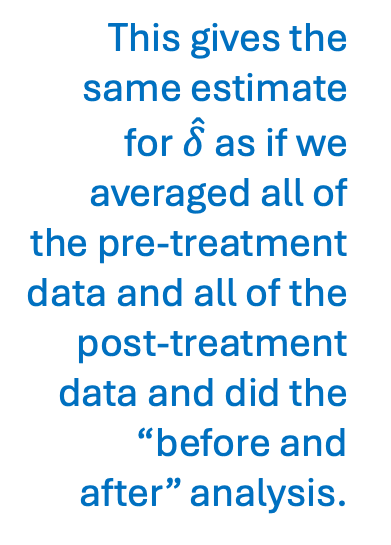 This gives the
same estimate
for δ̂ as if we
averaged all of
the pre-treatment
data and all of the
post-treatment
data and did the
“before and
after” analysis.